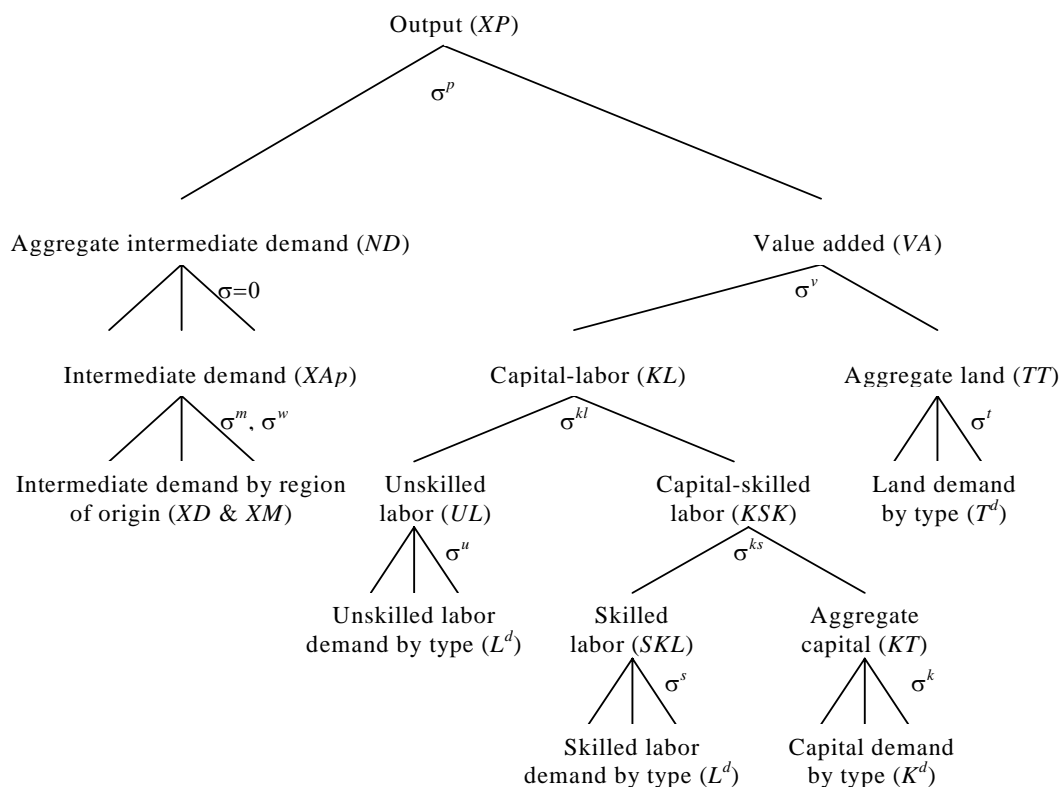 Output (XP)
σ^p
Aggregate intermediate demand (ND)
Value added (VA)
σ=0
σ^v
Intermediate demand (XAp)
Capital-labor (KL)
Aggregate land (TT)
σ^m, σ^w
σ^kl
σ^t
Intermediate demand by region
of origin (XD & XM)
Unskilled
labor (UL)
Capital-skilled
labor (KSK)
Land demand
by type (T^d)
σ^u
σ^ks
Unskilled labor
demand by type (L^d)
Skilled
labor (SKL)
Aggregate
capital (KT)
σ^s
σ^k
Skilled labor
demand by type (L^d)
Capital demand
by type (K^d)